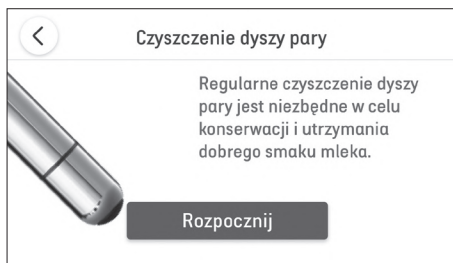 Czyszczenie dyszy pary
Regularne czyszczenie dyszy
pary jest niezbędne w celu
konserwacji i utrzymania
dobrego smaku mleka.
Rozpocznij